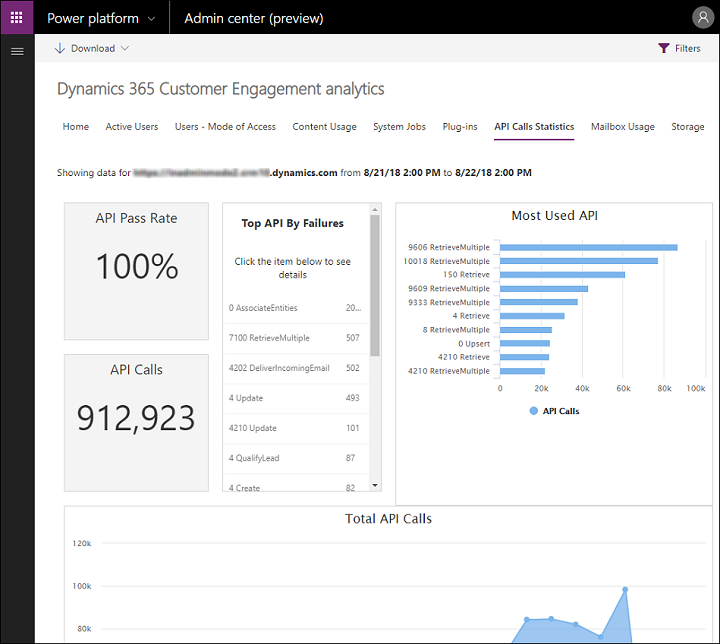 Power platform
Admin center (preview)
Download
Filters
Dynamics 365 Customer Engagement analytics
Home Active Users Users - Mode of Access Content Usage System Jobs Plug-ins API Calls Statistics Mailbox Usage Storage
Showing data for .dynamics.com from 8/21/18 2:00 PM to 8/22/18 2:00 PM
API Pass Rate
100%
API Calls
912,923
Top API By Failures
Click the item below to see
details
0 AssociateEntities 20...
7100 RetrieveMultiple 507
4202 DeliverIncomingEmail 502
4 Update 493
4210 Update 101
4 QualifyLead 87
4 Create 82
Most Used API
9606 RetrieveMultiple
10018 RetrieveMultiple
150 Retrieve
9609 RetrieveMultiple
9333 RetrieveMultiple
4 Retrieve
8 RetrieveMultiple
0 Upsert
4210 Retrieve
4210 RetrieveMultiple
0 20k 40k 60k 80k 100k
API Calls
Total API Calls
120k
100k
80k